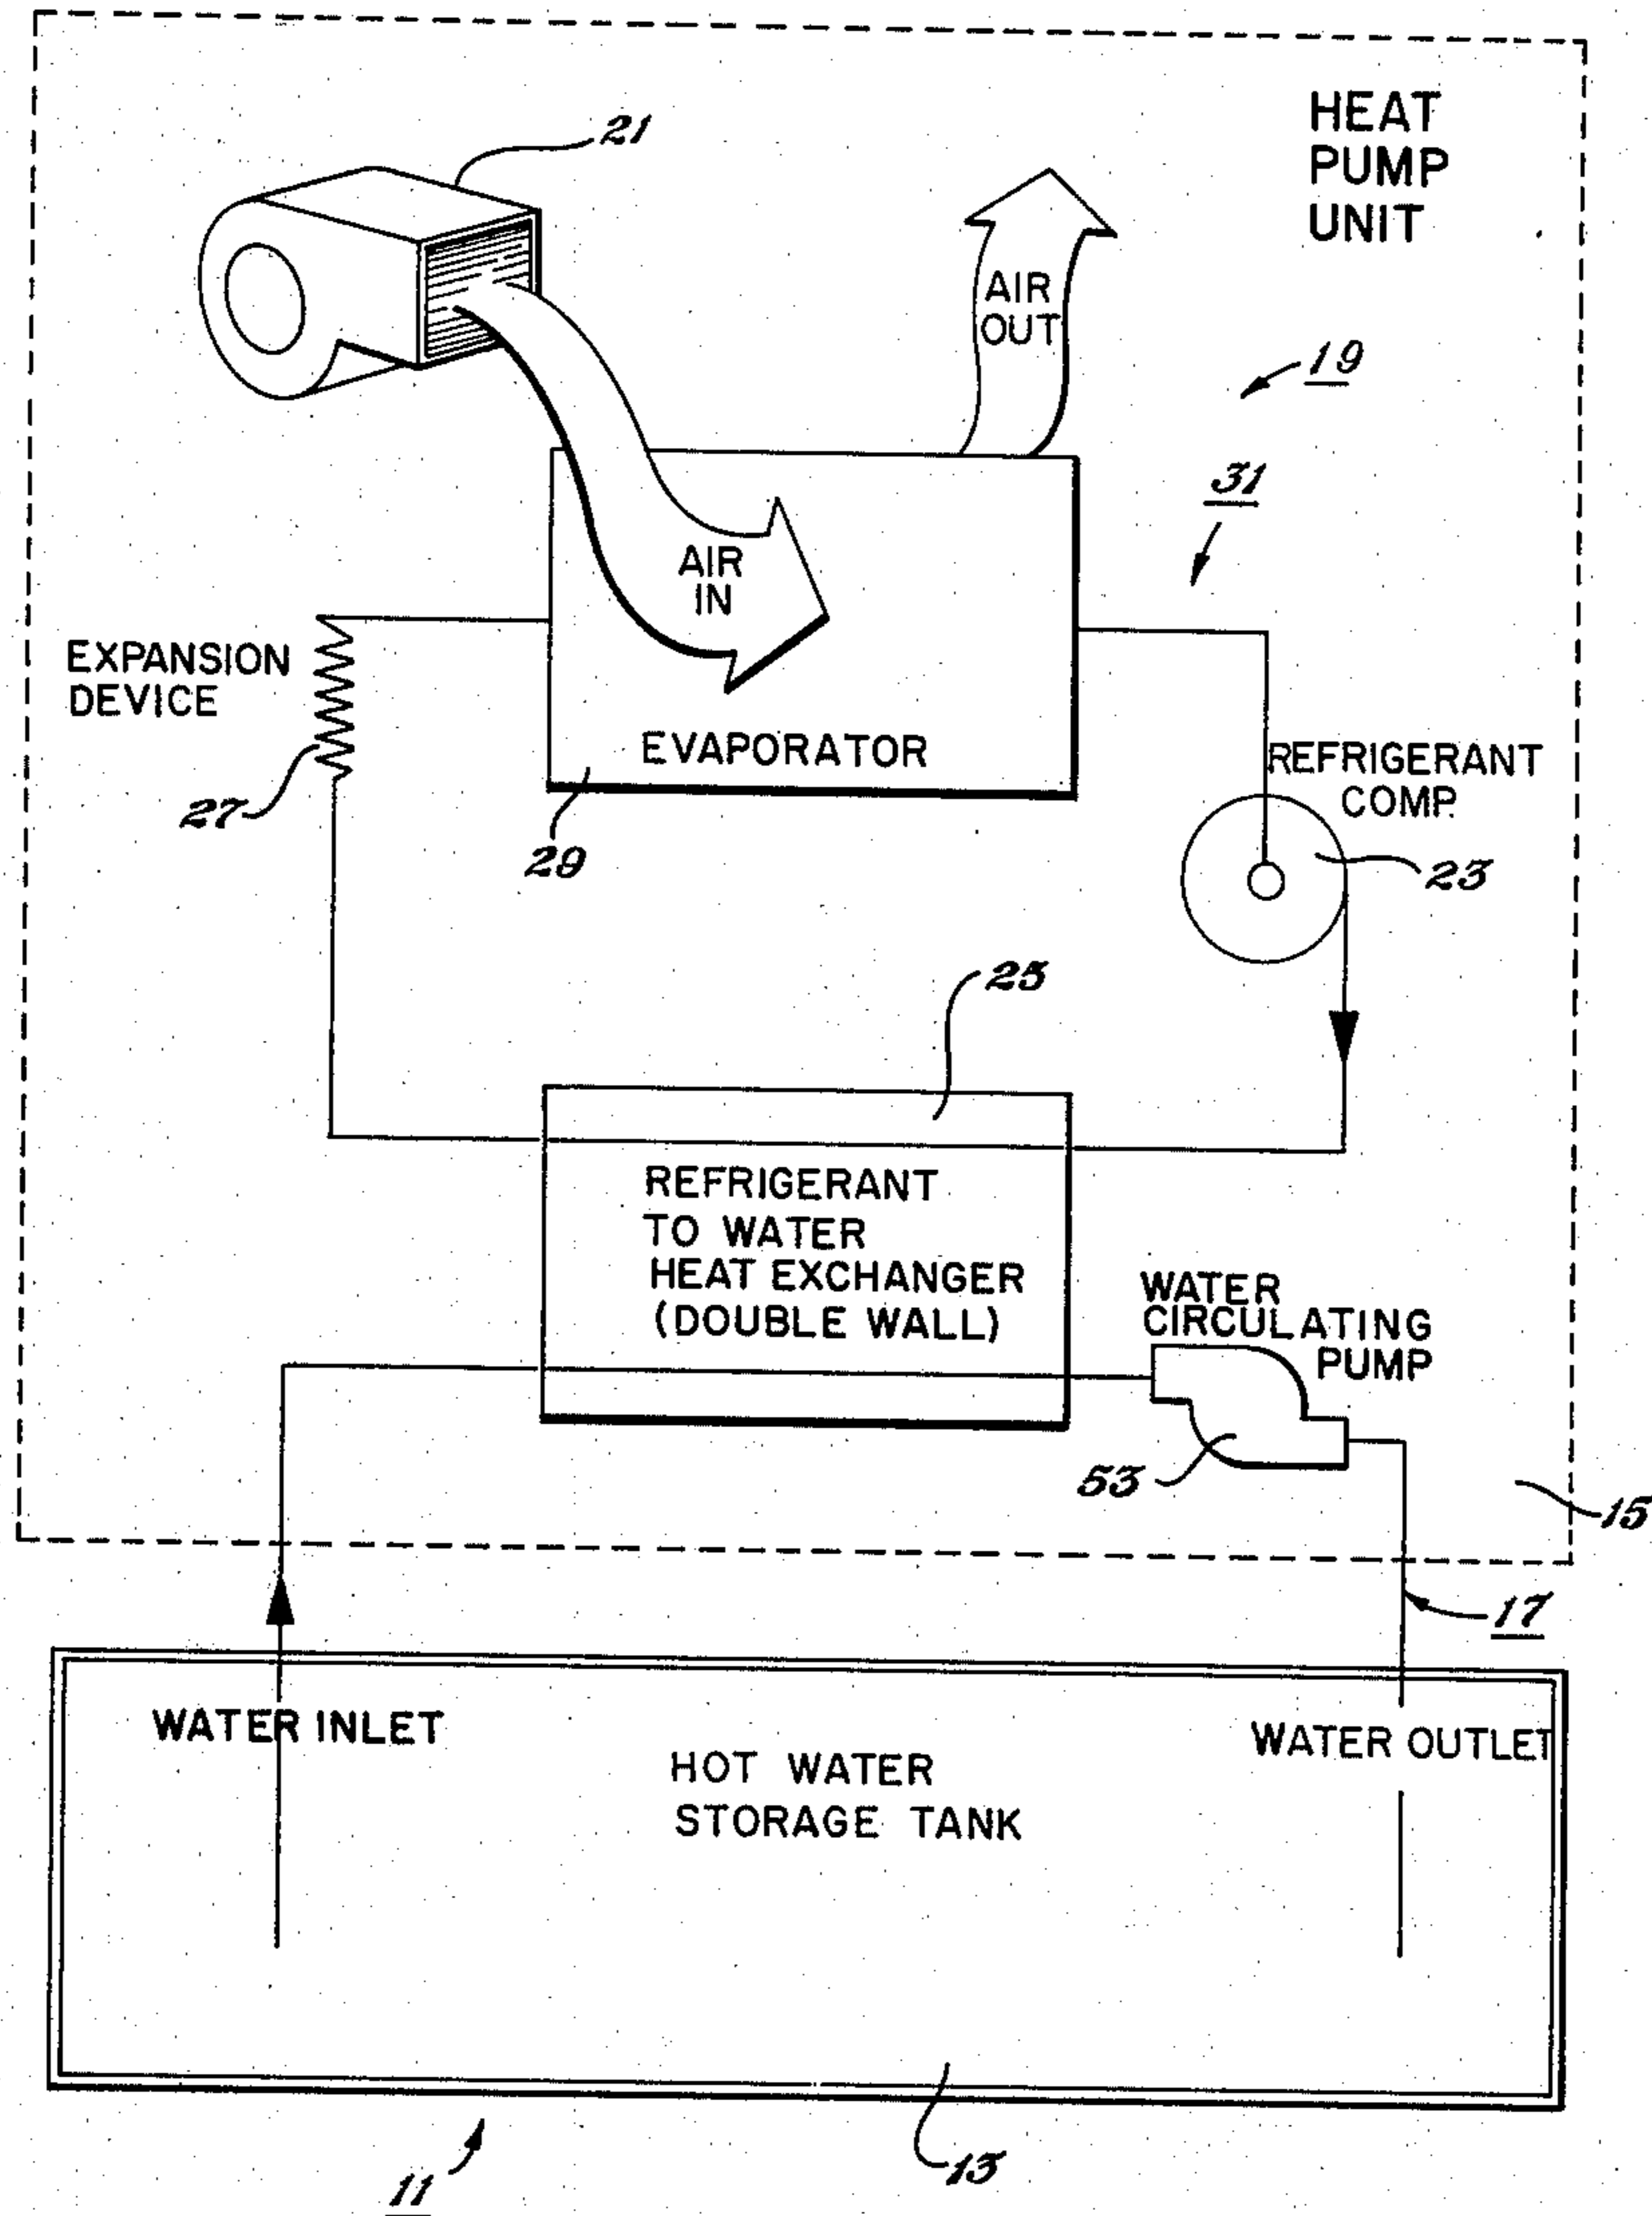 HEAT
PUMP
UNIT
21
AIR
OUT
19
31
AIR
IN
EXPANSION
DEVICE
EVAPORATOR
27
29
REFRIGERANT
COMP.
23
25
REFRIGERANT
TO WATER
HEAT EXCHANGER
(DOUBLE WALL)
WATER
CIRCULATING
PUMP
53
15
17
WATER INLET
WATER OUTLET
HOT WATER
STORAGE TANK
13
11